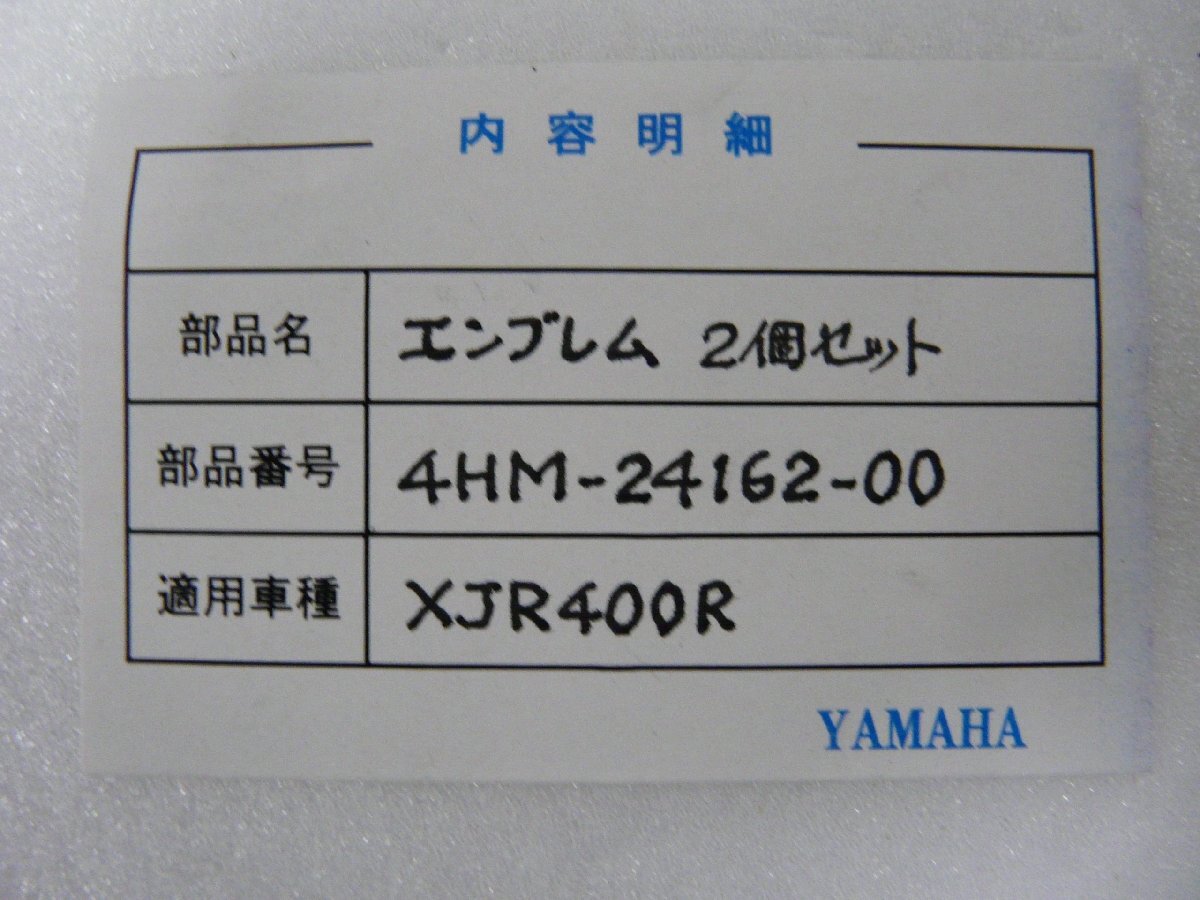 内容明細
部品名 エンブレム 2個セット
部品番号 4HM-24162-00
適用車種 XJR400R
YAMAHA